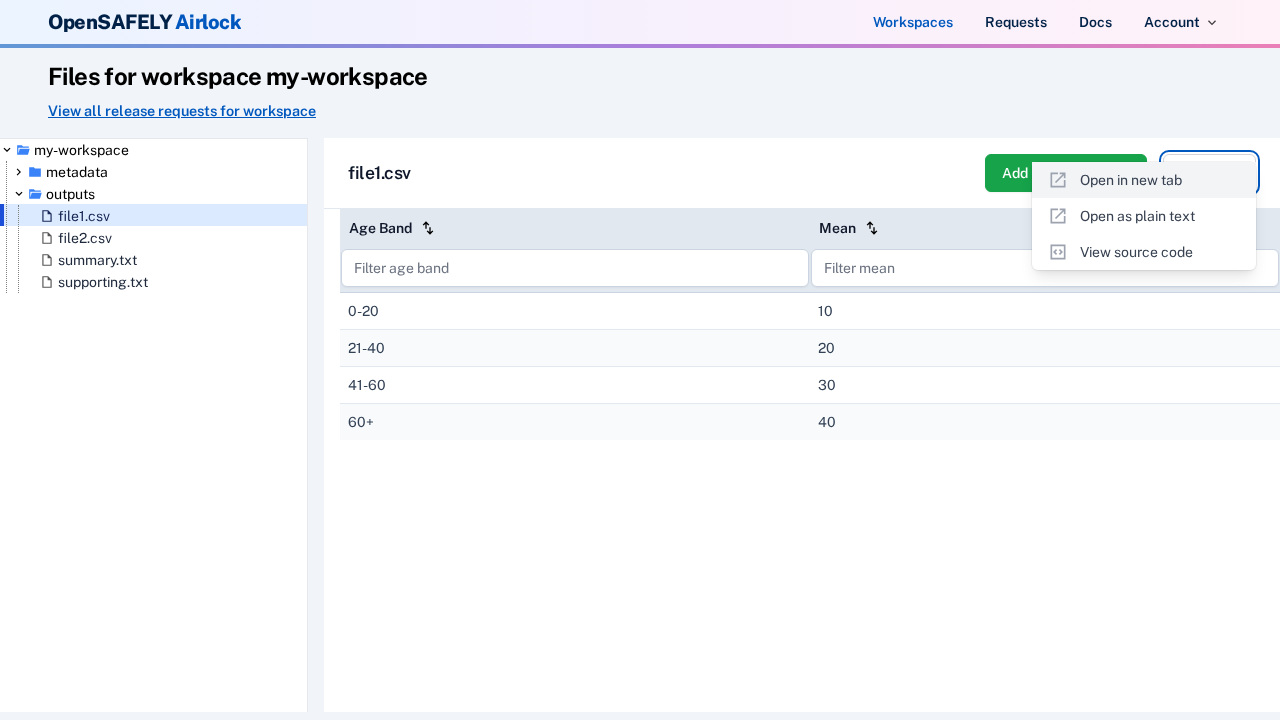 OpenSAFELY Airlock
Workspaces
Requests
Docs
Account
Files for workspace my-workspace
View all release requests for workspace
my-workspace
metadata
outputs
file1.csv
file2.csv
summary.txt
supporting.txt
file1.csv
Add
Open in new tab
Open as plain text
View source code
Age Band
Mean
Filter age band
Filter mean
0-20
10
21-40
20
41-60
30
60+
40